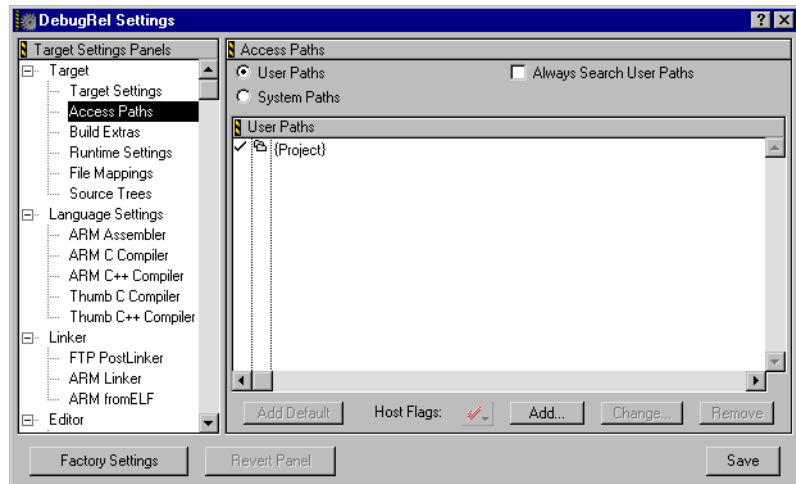 DebugRel Settings
Target Settings Panels
Target
Target Settings
Access Paths
Build Extras
Runtime Settings
File Mappings
Source Trees
Language Settings
ARM Assembler
ARM C Compiler
ARM C++ Compiler
Thumb C Compiler
Thumb C++ Compiler
Linker
FTP PostLinker
ARM Linker
ARM fromELF
Editor
Access Paths
User Paths
Always Search User Paths
System Paths
User Paths
{Project}
Add Default Host Flags: Add... Change... Remove
Factory Settings Revert Panel Save